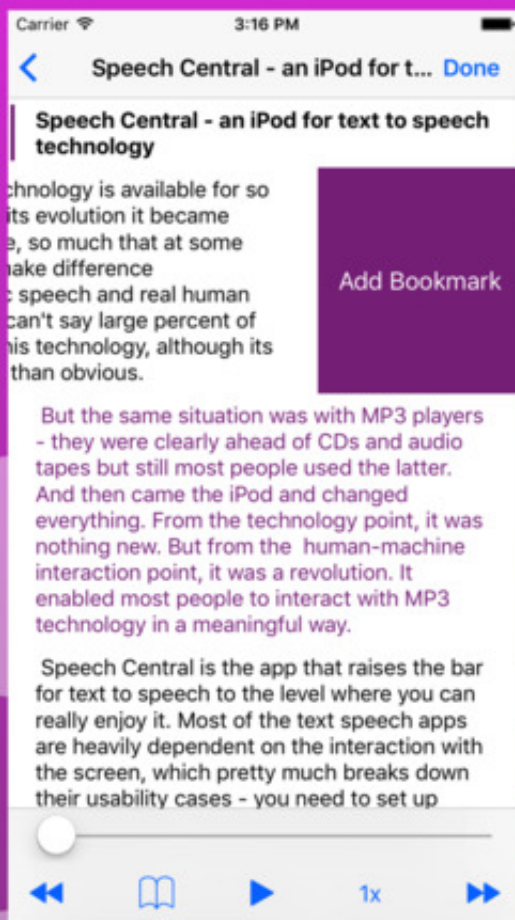 Carrier 3:16 PM
Speech Central - an iPod for t... Done
Speech Central - an iPod for text to speech
technology
chnology is available for so
its evolution it became
e, so much that at some
make difference
c speech and real human
can't say large percent of
his technology, although its
than obvious.
Add Bookmark
But the same situation was with MP3 players
- they were clearly ahead of CDs and audio
tapes but still most people used the latter.
And then came the iPod and changed
everything. From the technology point, it was
nothing new. But from the human-machine
interaction point, it was a revolution. It
enabled most people to interact with MP3
technology in a meaningful way.
Speech Central is the app that raises the bar
for text to speech to the level where you can
really enjoy it. Most of the text speech apps
are heavily dependent on the interaction with
the screen, which pretty much breaks down
their usability cases - you need to set up
1x